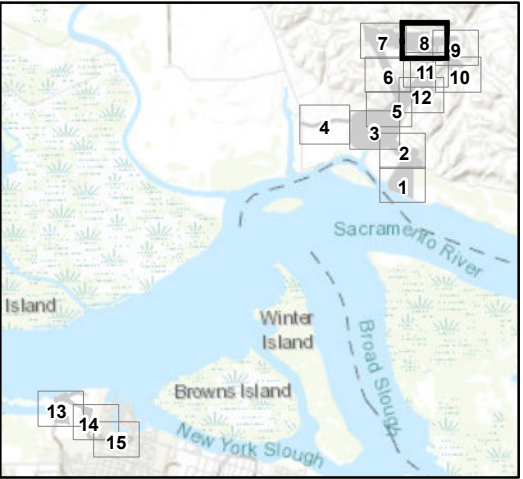 7
8
9
6
11
10
12
5
4
3
2
1
Sacramento River
Island
Winter
Island
Broad Slough
Browns Island
New York Slough
13
14
15